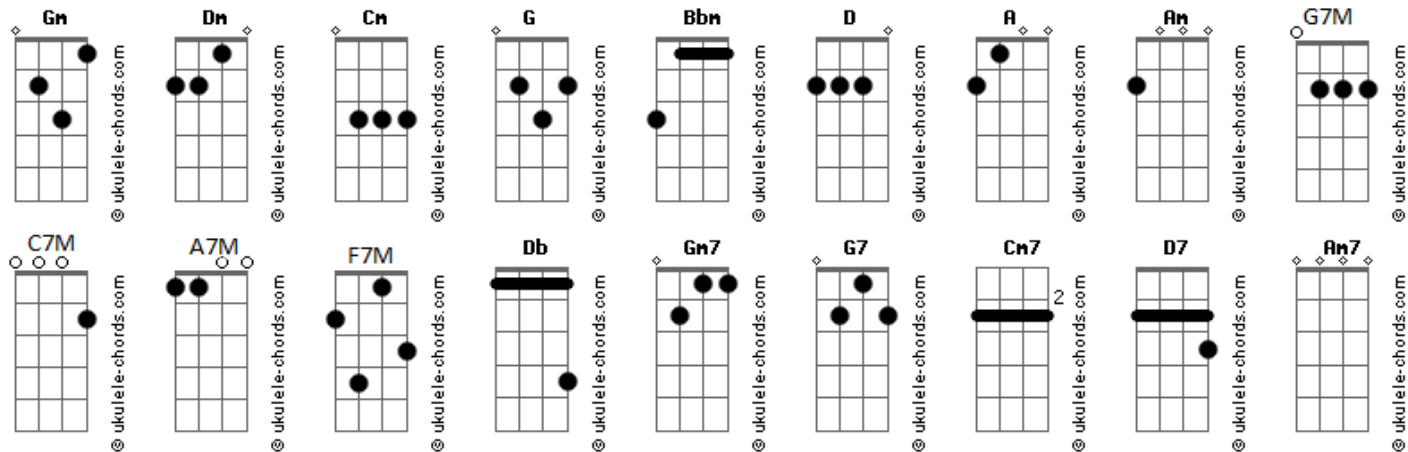 Gm Dm Cm G Bbm D A Am G7M
© ukulele-chords.com © ukulele-chords.com © ukulele-chords.com © ukulele-chords.com © ukulele-chords.com © ukulele-chords.com © ukulele-chords.com © ukulele-chords.com © ukulele-chords.com
C7M A7M F7M Db Gm7 G7 Cm7 D7 Am7
2
© ukulele-chords.com © ukulele-chords.com © ukulele-chords.com © ukulele-chords.com © ukulele-chords.com © ukulele-chords.com © ukulele-chords.com © ukulele-chords.com © ukulele-chords.com